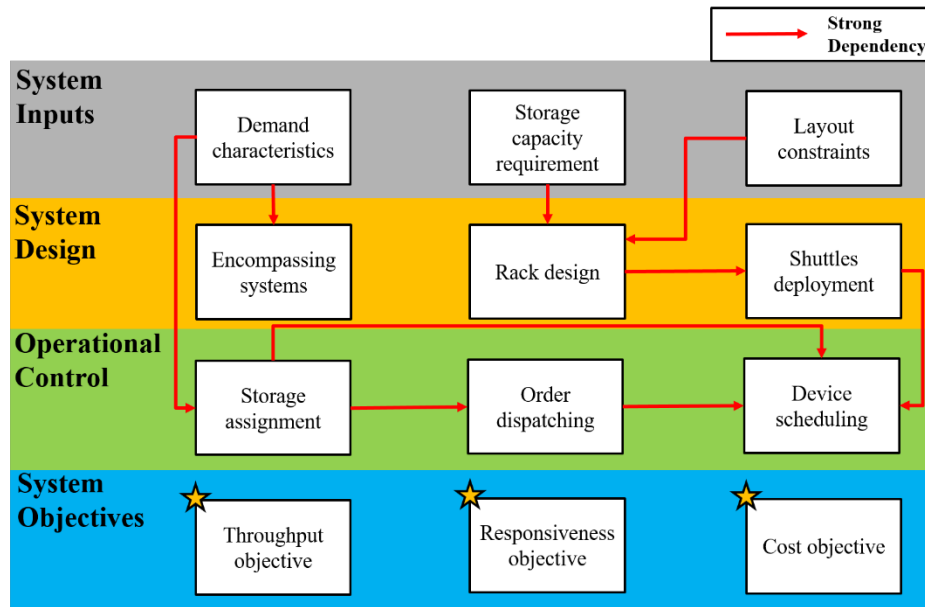 Strong
Dependency
System
Inputs
Demand
characteristics
Storage
capacity
requirement
Layout
constraints
System
Design
Encompassing
systems
Rack design
Shuttles
deployment
Operational
Control
Storage
assignment
Order
dispatching
Device
scheduling
System
Objectives
Throughput
objective
Responsiveness
objective
Cost objective